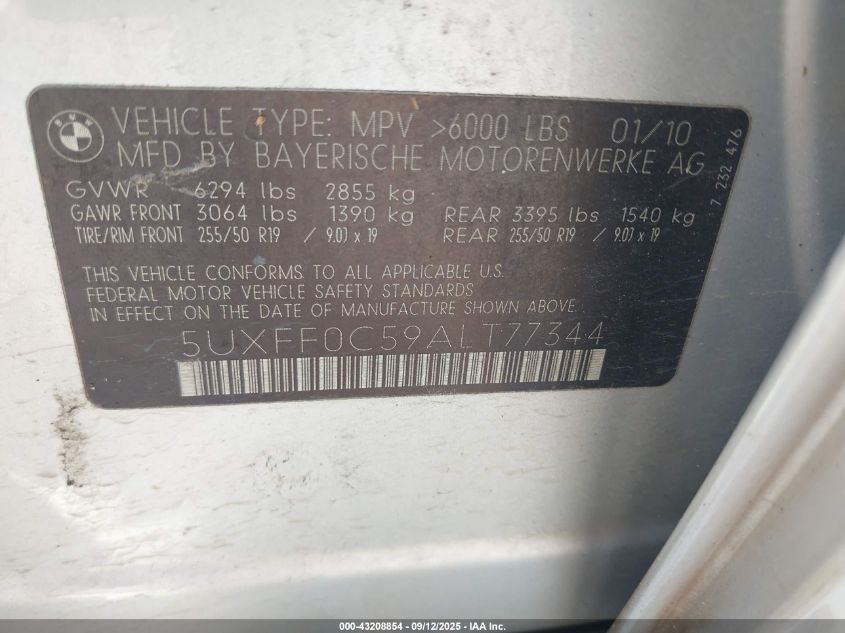 BMW
VEHICLE TYPE: MPV >6000 LBS 01/10
MFD BY BAYERISCHE MOTORENWERKE AG
GVWR 6294 lbs 2855 kg
GAWR FRONT 3064 lbs 1390 kg REAR 3395 lbs 1540 kg
TIRE/RIM FRONT 255/50 R19 / 9.0J x 19 REAR 255/50 R19 / 9.0J x 19
7 232 476
THIS VEHICLE CONFORMS TO ALL APPLICABLE U.S.
FEDERAL MOTOR VEHICLE SAFETY STANDARDS
IN EFFECT ON THE DATE OF MANUFACTURE SHOWN ABOVE.
5UXFF0C59ALT77344
000-43208854 - 09/12/2025 - IAA Inc.